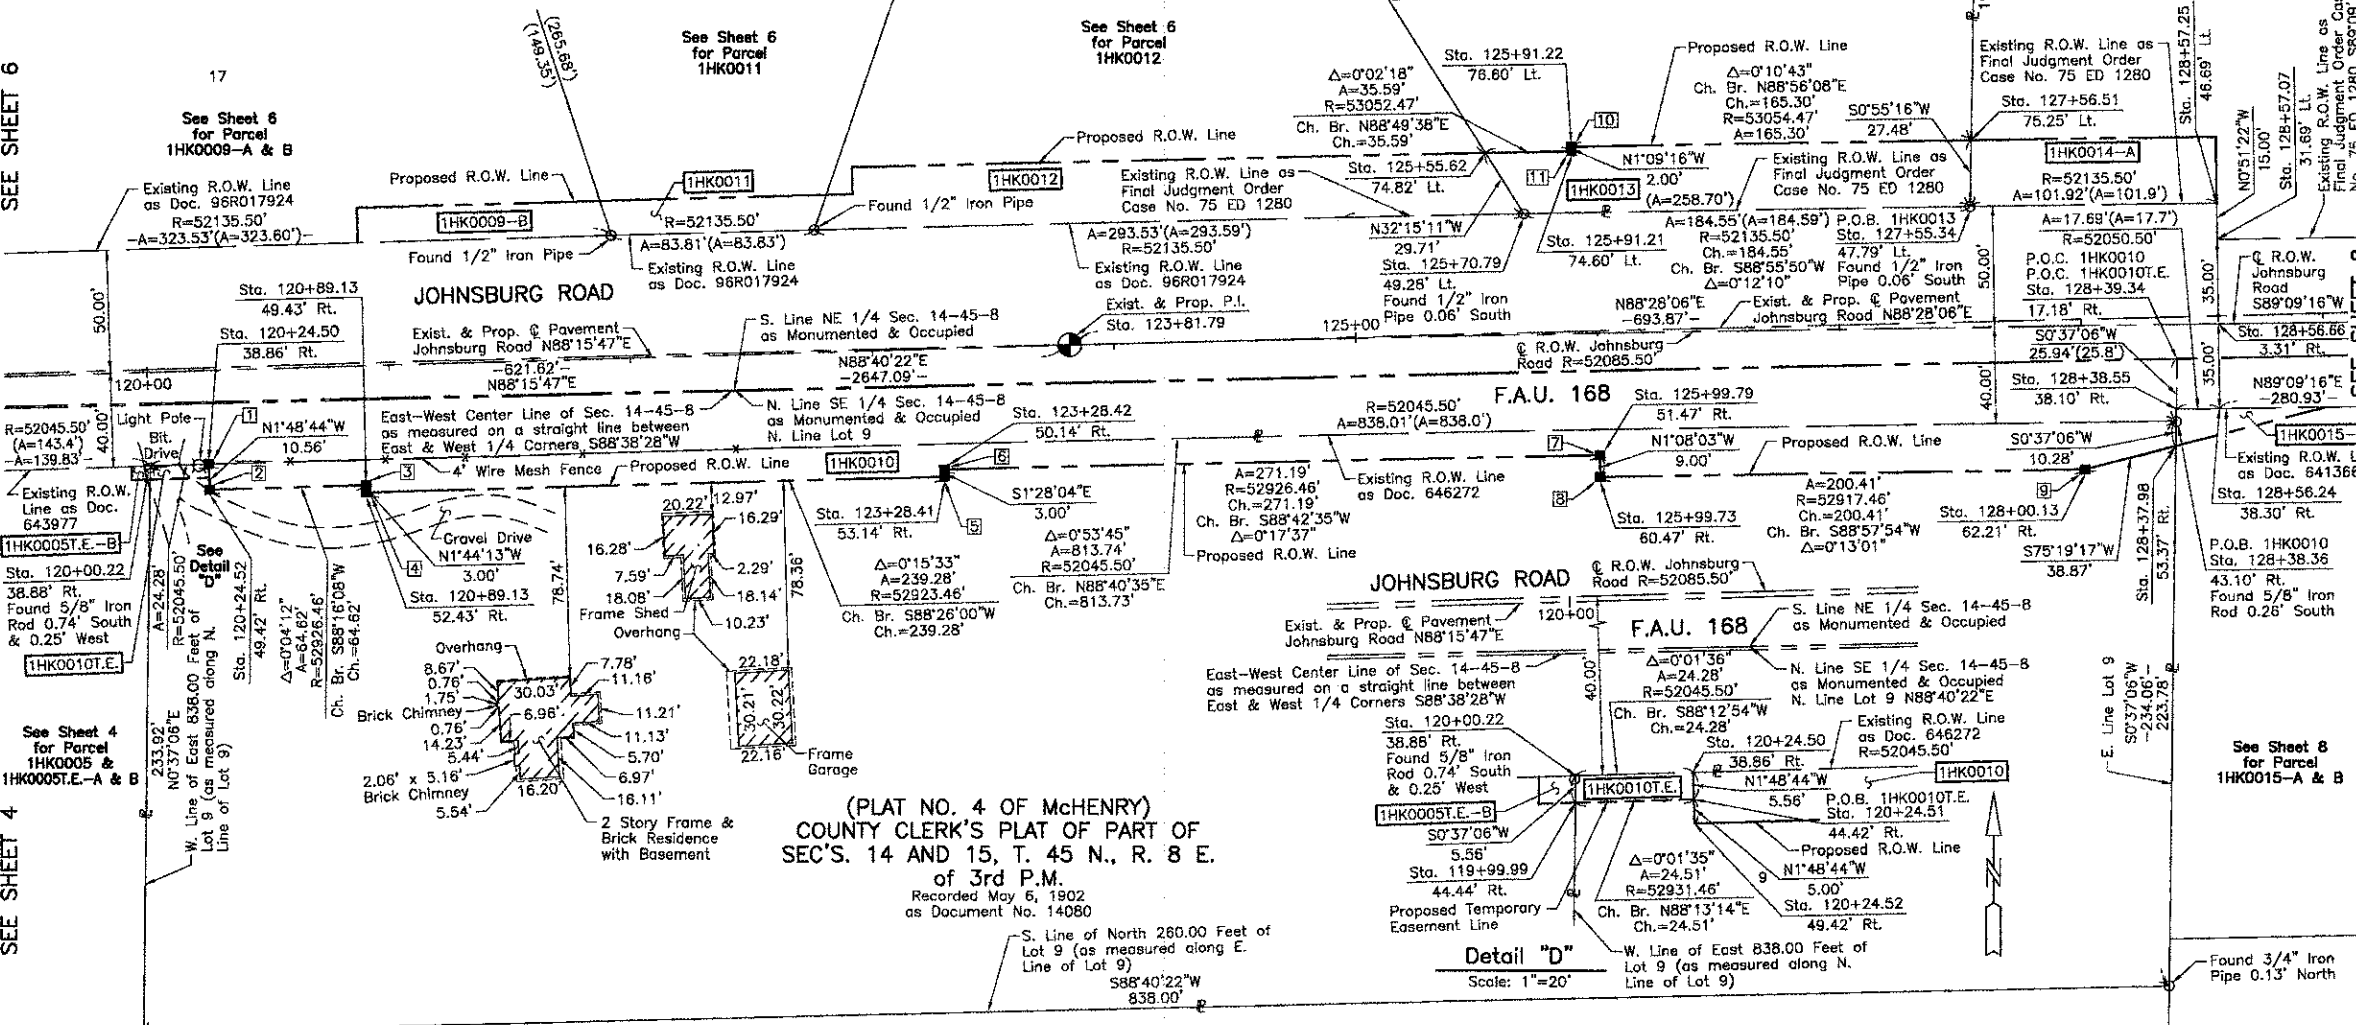 SEE SHEET 6
17
See Sheet 6
for Parcel
1HK0009-A & B
(265.68')
(149.35')
See Sheet 6
for Parcel
1HK0011
See Sheet 6
for Parcel
1HK0012
Existing R.O.W. Line
as Doc. 96R017924
R=52135.50'
-A=323.53'(A=323.60')-
Proposed R.O.W. Line
1HK0009-B
Found 1/2" Iron Pipe
1HK0011
R=52135.50'
A=83.81'(A=83.83')
Existing R.O.W. Line
as Doc. 96R017924
Found 1/2" Iron Pipe
Proposed R.O.W. Line
1HK0012
Existing R.O.W. Line as
Final Judgment Order
Case No. 75 ED 1280
A=293.53'(A=293.59')
R=52135.50'
Existing R.O.W. Line
as Doc. 96R017924
Δ=0°02'18"
A=35.59'
R=53052.47'
Ch. Br. N88°49'38"E
Ch.=35.59'
Sta. 125+55.62
74.82' Lt.
Sta. 125+91.22
76.60' Lt.
10
11
N1°09'16"W
2.00'
1HK0013
(A=258.70')
Proposed R.O.W. Line
Δ=0°10'43"
Ch. Br. N88°56'08"E
Ch.=165.30'
R=53054.47'
A=165.30'
S0°55'16"W
27.48'
Existing R.O.W. Line as
Final Judgment Order
Case No. 75 ED 1280
Existing R.O.W. Line as
Final Judgment Order
Case No. 75 ED 1280
Sta. 127+56.51
75.25' Lt.
1HK0014-A
R=52135.50'
A=101.92'(A=101.9')
A=17.69'(A=17.7')
R=52050.50'
Sta. 128+57.25
46.69' Lt.
N0°51'22"W
15.00'
Sta. 128+57.07
31.69' Lt.
Existing R.O.W. Line as
N32°15'11"W
29.71'
Sta. 125+70.79
49.28' Lt.
Found 1/2" Iron
Pipe 0.06' South
Sta. 125+91.21
74.60' Lt.
A=184.55'(A=184.59')
R=52135.50'
Ch.=184.55'
Ch. Br. S88°55'50"W
Δ=0°12'10"
P.O.B. 1HK0013
Sta. 127+55.34
47.79' Lt.
Found 1/2" Iron
Pipe 0.06' South
50.00'
P.O.C. 1HK0010
P.O.C. 1HK0010T.E.
Sta. 128+39.34
17.18' Rt.
S0°37'06"W
25.94'(25.8')
35.00'
35.00'
℄ R.O.W.
Johnsburg
Road
S89°09'16"W
Sta. 128+56.66
3.31' Rt.
50.00'
40.00'
JOHNSBURG ROAD
Sta. 120+89.13
49.43' Rt.
Sta. 120+24.50
38.86' Rt.
120+00
Exist. & Prop. ℄ Pavement
Johnsburg Road N88°15'47"E
-621.62'-
N88°15'47"E
S. Line NE 1/4 Sec. 14-45-8
as Monumented & Occupied
N88°40'22"E
-2647.09'-
Exist. & Prop. P.I.
Sta. 123+81.79
125+00
N88°28'06"E
-693.87'-
Exist. & Prop. ℄ Pavement
Johnsburg Road N88°28'06"E
℄ R.O.W. Johnsburg
Road R=52085.50'
F.A.U. 168
40.00'
Sta. 128+38.55
38.10' Rt.
N89°09'16"E
-280.93'-
1HK0015-
R=52045.50'
(A=143.4')
-A=139.83'-
Light Pole
Bit.
Drive
1
N1°48'44"W
10.56'
2
East-West Center Line of Sec. 14-45-8
as measured on a straight line between
East & West 1/4 Corners S88°38'28"W
N. Line SE 1/4 Sec. 14-45-8
as Monumented & Occupied
N. Line Lot 9
3
4' Wire Mesh Fence
Proposed R.O.W. Line
1HK0010
Sta. 123+28.42
50.14' Rt.
6
R=52045.50'
A=838.01'(A=838.0')
Sta. 125+99.79
51.47' Rt.
7
N1°08'03"W
9.00'
Proposed R.O.W. Line
S0°37'06"W
10.28'
9
8
Existing R.O.W.
Line as Doc.
643977
1HK0005T.E.-B
Sta. 120+00.22
38.88' Rt.
Found 5/8" Iron
Rod 0.74' South
& 0.25' West
1HK0010T.E.
A=24.28'
R=52045.50'
See
Detail
"D"
Sta. 120+24.52
49.42' Rt.
Δ=0°04'12"
A=64.62'
R=52926.46'
Ch. Br. S88°16'08"W
Ch.=64.62'
Gravel Drive
N1°44'13"W
3.00'
4
Sta. 120+89.13
52.43' Rt.
78.74'
20.22'
12.97'
16.29'
16.28'
7.59'
2.29'
18.08'
18.14'
Frame Shed
10.23'
Overhang
78.36'
Sta. 123+28.41
53.14' Rt.
5
S1°28'04"E
3.00'
Δ=0°15'33"
A=239.28'
R=52923.46'
Ch. Br. S88°26'00"W
Ch.=239.28'
Δ=0°53'45"
A=813.74'
R=52045.50'
Ch. Br. N88°40'35"E
Ch.=813.73'
A=271.19'
R=52926.46'
Ch.=271.19'
Ch. Br. S88°42'35"W
Δ=0°17'37"
Proposed R.O.W. Line
Existing R.O.W. Line
as Doc. 646272
Sta. 125+99.73
60.47' Rt.
A=200.41'
R=52917.46'
Ch.=200.41'
Ch. Br. S88°57'54"W
Δ=0°13'01"
Sta. 128+00.13
62.21' Rt.
S75°19'17"W
38.87'
Sta. 128+37.98
53.37' Rt.
Sta. 128+56.24
38.30' Rt.
P.O.B. 1HK0010
Sta. 128+38.36
43.10' Rt.
Found 5/8" Iron
Rod 0.26' South
JOHNSBURG ROAD
℄ R.O.W. Johnsburg
Road R=52085.50'
120+00
Exist. & Prop. ℄ Pavement
Johnsburg Road N88°15'47"E
F.A.U. 168
S. Line NE 1/4 Sec. 14-45-8
as Monumented & Occupied
East-West Center Line of Sec. 14-45-8
as measured on a straight line between
East & West 1/4 Corners S88°38'28"W
40.00'
Δ=0°01'36"
A=24.28'
R=52045.50'
Ch. Br. S88°12'54"W
Ch.=24.28'
N. Line SE 1/4 Sec. 14-45-8
as Monumented & Occupied
N. Line Lot 9 N88°40'22"E
Sta. 120+00.22
38.88' Rt.
Found 5/8" Iron
Rod 0.74' South
& 0.25' West
1HK0005T.E.-B
S0°37'06"W
5.56'
Sta. 119+99.99
44.44' Rt.
Proposed Temporary
Easement Line
1HK0010T.E.
Sta. 120+24.50
38.86' Rt.
N1°48'44"W
5.56'
Existing R.O.W. Line
as Doc. 646272
R=52045.50'
1HK0010
P.O.B. 1HK0010T.E.
Sta. 120+24.51
44.42' Rt.
Proposed R.O.W. Line
Δ=0°01'35"
A=24.51'
R=52931.46'
Ch. Br. N88°13'14"E
Ch.=24.51'
9
N1°48'44"W
5.00'
Sta. 120+24.52
49.42' Rt.
W. Line of East 838.00 Feet of
Lot 9 (as measured along N.
Line of Lot 9)
Detail "D"
Scale: 1"=20'
N
E. Line Lot 9
S0°37'06"W
-234.06'-
223.78'
See Sheet 8
for Parcel
1HK0015-A & B
Found 3/4" Iron
Pipe 0.13' North
See Sheet 4
for Parcel
1HK0005 &
1HK0005T.E.-A & B
SEE SHEET 4
233.92'
N0°37'06"E
W. Line of East 838.00 Feet of
Lot 9 (as measured along N.
Line of Lot 9)
Overhang
8.67'
0.76'
1.75'
Brick Chimney
0.76'
14.23'
5.44'
2.06' x 5.16'
Brick Chimney
5.54'
30.03'
6.96'
16.20'
7.78'
11.16'
11.21'
11.13'
5.70'
6.97'
16.11'
2 Story Frame &
Brick Residence
with Basement
22.18'
30.21'
30.22'
22.16'
Frame
Garage
(PLAT NO. 4 OF McHENRY)
COUNTY CLERK'S PLAT OF PART OF
SEC'S. 14 AND 15, T. 45 N., R. 8 E.
of 3rd P.M.
Recorded May 6, 1902
as Document No. 14080
S. Line of North 260.00 Feet of
Lot 9 (as measured along E.
Line of Lot 9)
S88°40'22"W
838.00'